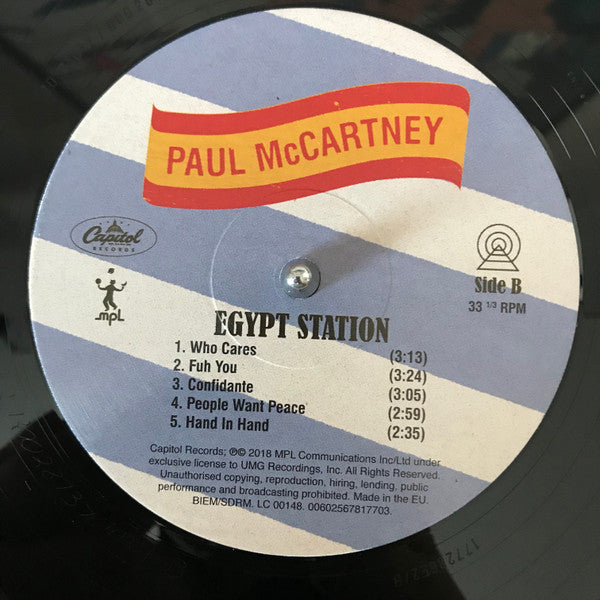 PAUL McCARTNEY
Capitol
RECORDS
mpL
Side B
33 1/3 RPM
EGYPT STATION
1. Who Cares (3:13)
2. Fuh You (3:24)
3. Confidante (3:05)
4. People Want Peace (2:59)
5. Hand In Hand (2:35)
Capitol Records; ℗© 2018 MPL Communications Inc/Ltd under
exclusive license to UMG Recordings, Inc. All Rights Reserved.
Unauthorised copying, reproduction, hiring, lending, public
performance and broadcasting prohibited. Made in the EU.
BIEM/SDRM. LC 00148. 00602567817703.